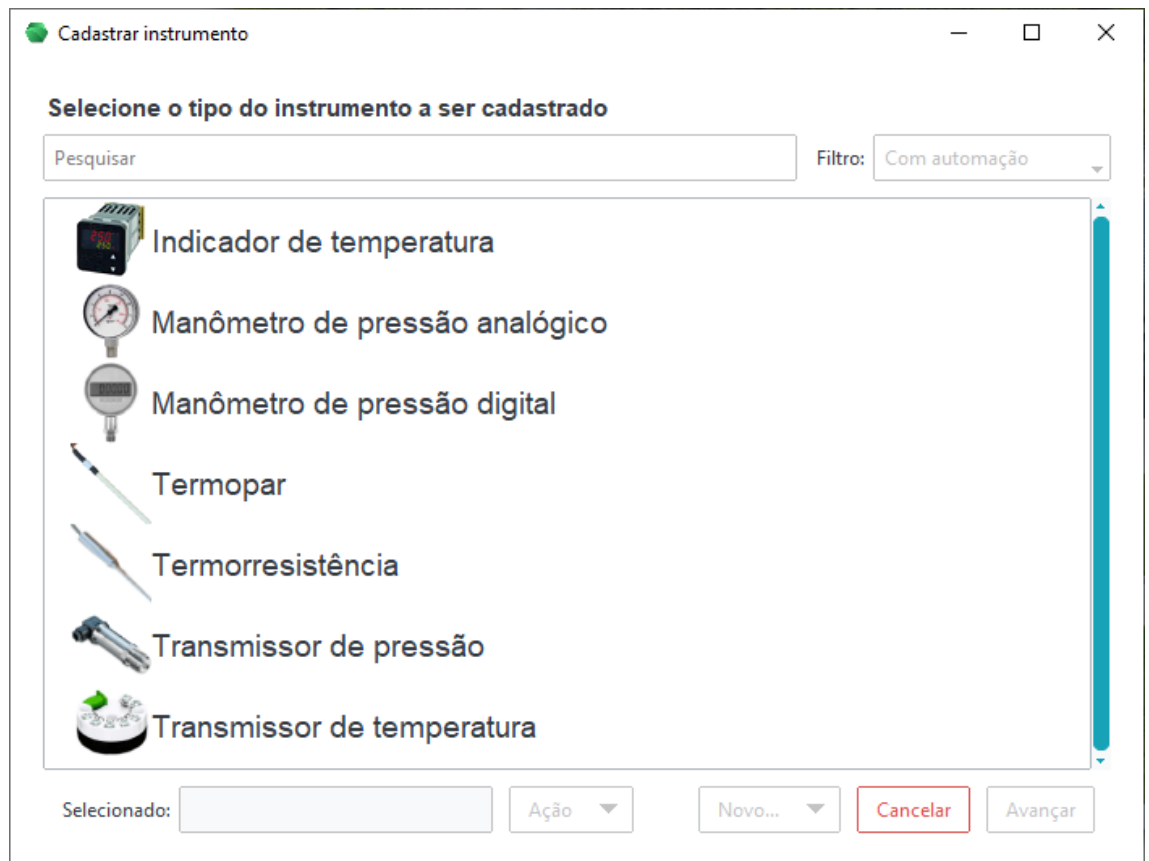 Cadastrar instrumento
Selecione o tipo do instrumento a ser cadastrado
Pesquisar
Filtro: Com automação
Indicador de temperatura
Manômetro de pressão analógico
Manômetro de pressão digital
Termopar
Termorresistência
Transmissor de pressão
Transmissor de temperatura
Selecionado: Ação Novo... Cancelar Avançar